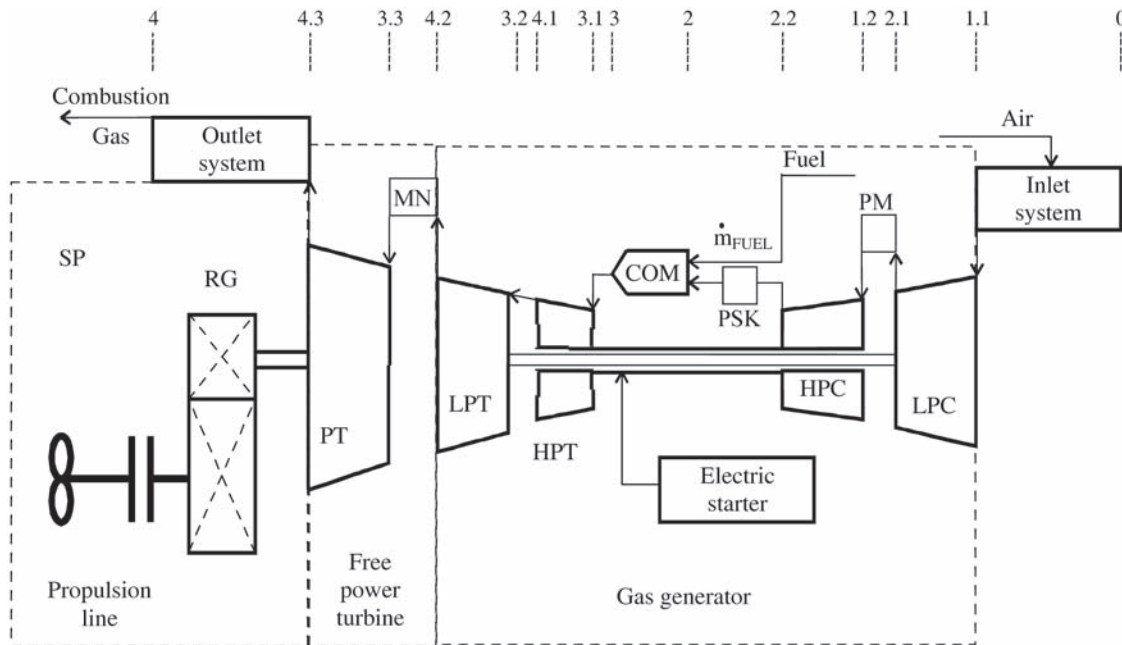 4
4.3
3.3
4.2
3.2
4.1
3.1
3
2
2.2
1.2
2.1
1.1
0
Combustion
Gas
Outlet
system
Air
Fuel
MN
PM
Inlet
system
ṁFUEL
SP
RG
COM
PSK
PT
LPT
HPT
HPC
LPC
Electric
starter
Propulsion
line
Free
power
turbine
Gas generator